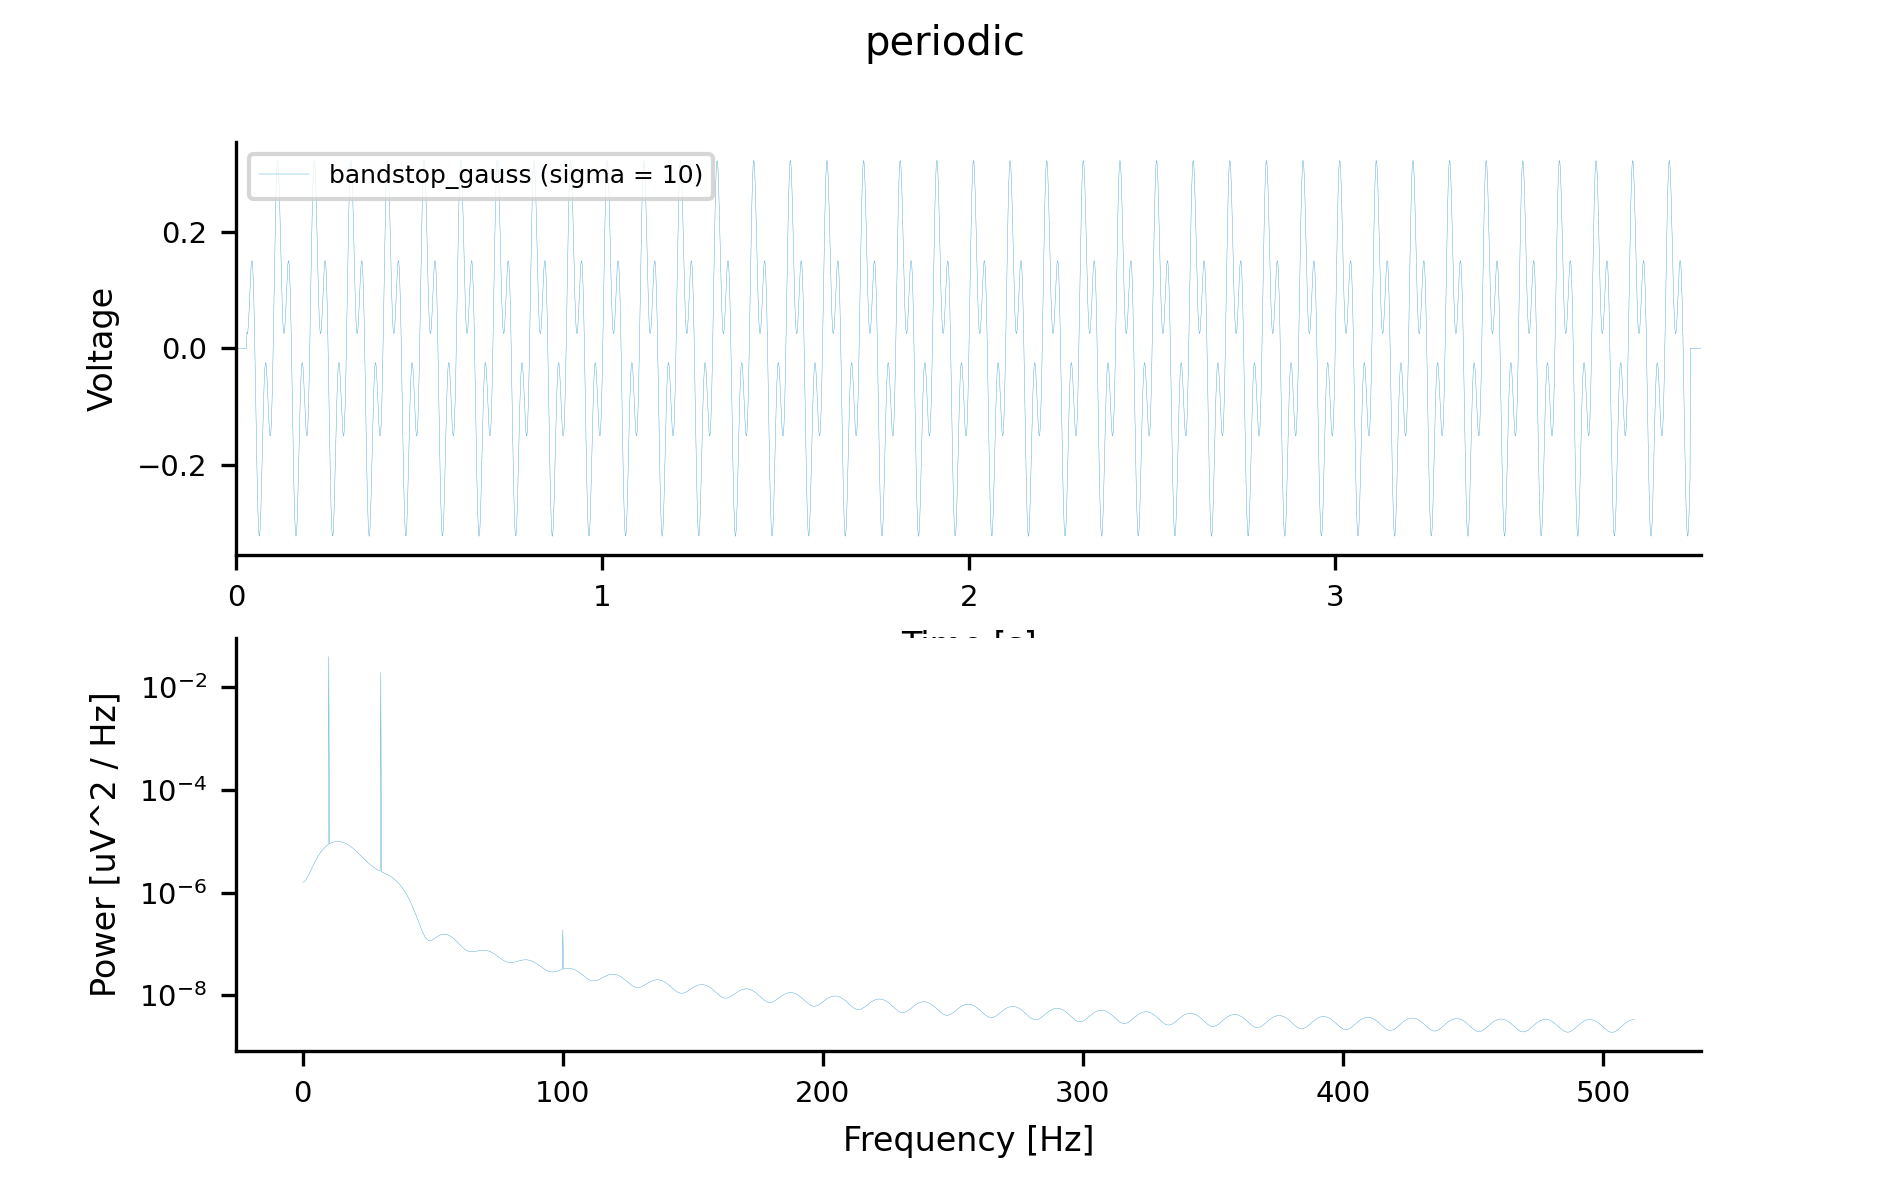 periodic
bandstop_gauss (sigma = 10)
Voltage
0.2
0.0
−0.2
0 1 2 3
Time [s]
Power [uV^2 / Hz]
10⁻²
10⁻⁴
10⁻⁶
10⁻⁸
0 100 200 300 400 500
Frequency [Hz]